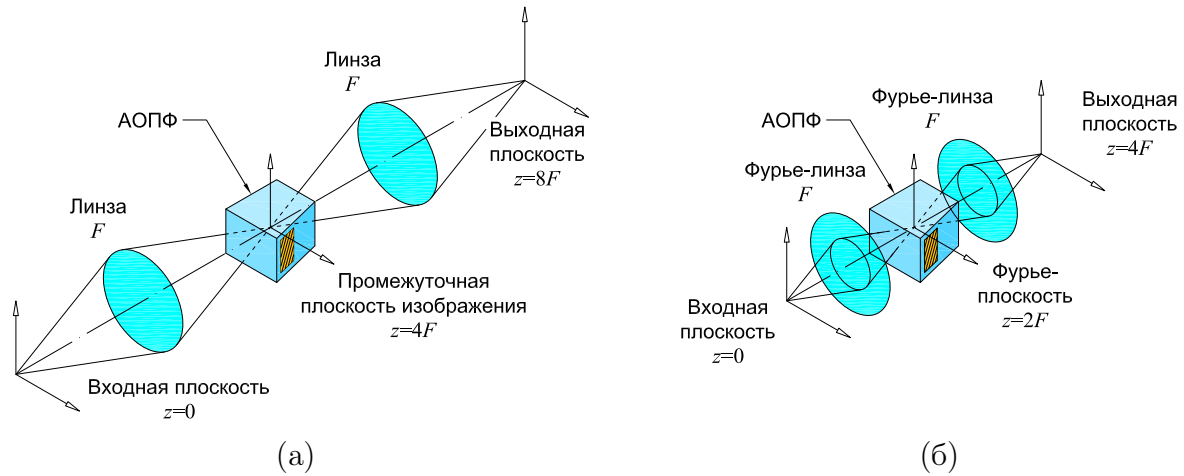 Линза
F
АОПФ
Выходная
плоскость
z=8F
Линза
F
Промежуточная
плоскость изображения
z=4F
Входная плоскость
z=0
(а)
Фурье-линза
F
АОПФ
Выходная
плоскость
z=4F
Фурье-линза
F
Фурье-
плоскость
z=2F
Входная
плоскость
z=0
(б)